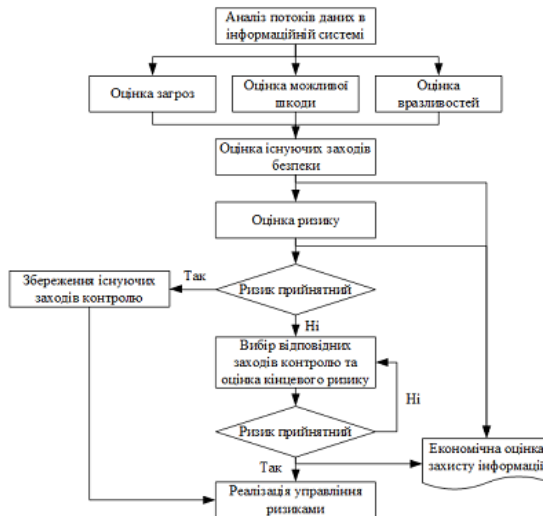 Аналіз потоків даних в
інформаційній системі
Оцінка загроз
Оцінка можливої
шкоди
Оцінка
вразливостей
Оцінка існуючих заходів
безпеки
Оцінка ризику
Так
Збереження існуючих
заходів контролю
Ризик прийнятний
Ні
Вибір відповідних
заходів контролю та
оцінка кінцевого ризику
Ні
Ризик прийнятний
Так
Економічна оцінка
захисту інформації
Реалізація управління
ризиками